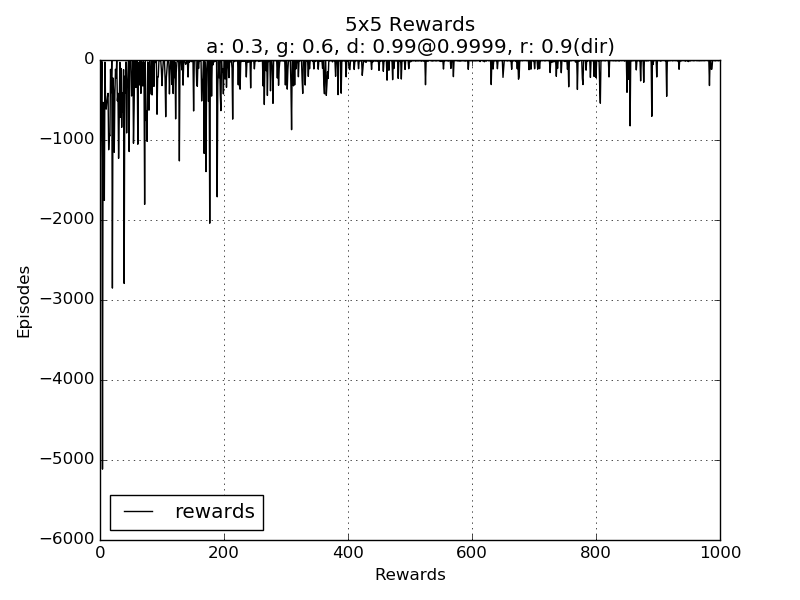 5x5 Rewards
a: 0.3, g: 0.6, d: 0.99@0.9999, r: 0.9(dir)
0
−1000
−2000
−3000
−4000
−5000
−6000
Episodes
rewards
0 200 400 600 800 1000
Rewards